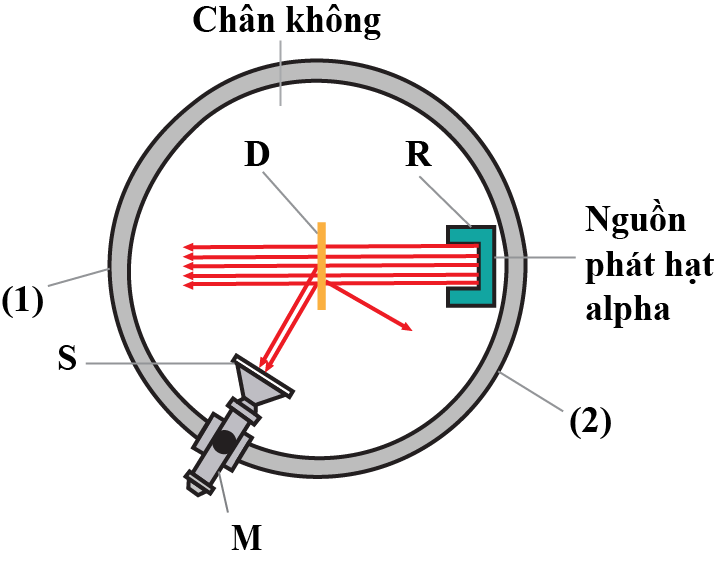 Chân không
D
R
Nguồn
phát hạt
alpha
(1)
S
(2)
M